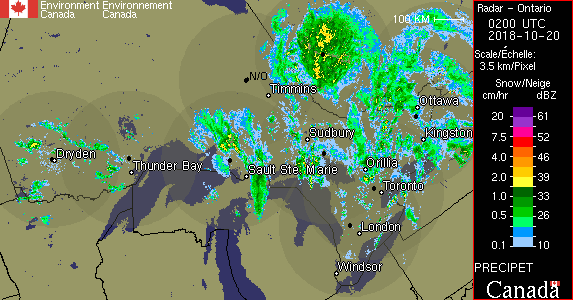 Environment Environnement
Canada Canada
100 KM
N/O
Timmins
Ottawa
Sudbury
Kingston
Dryden
Thunder Bay
Sault Ste. Marie
Orillia
Toronto
London
Windsor
Radar - Ontario
0200 UTC
2018-10-20
Scale/Échelle:
3.5 km/Pixel
Snow/Neige
cm/hr dBZ
20 61
9.0 52
7.5 52
4.0 46
2.0 39
1.0 33
0.5 26
0.1 10
PRECIPET
Canada